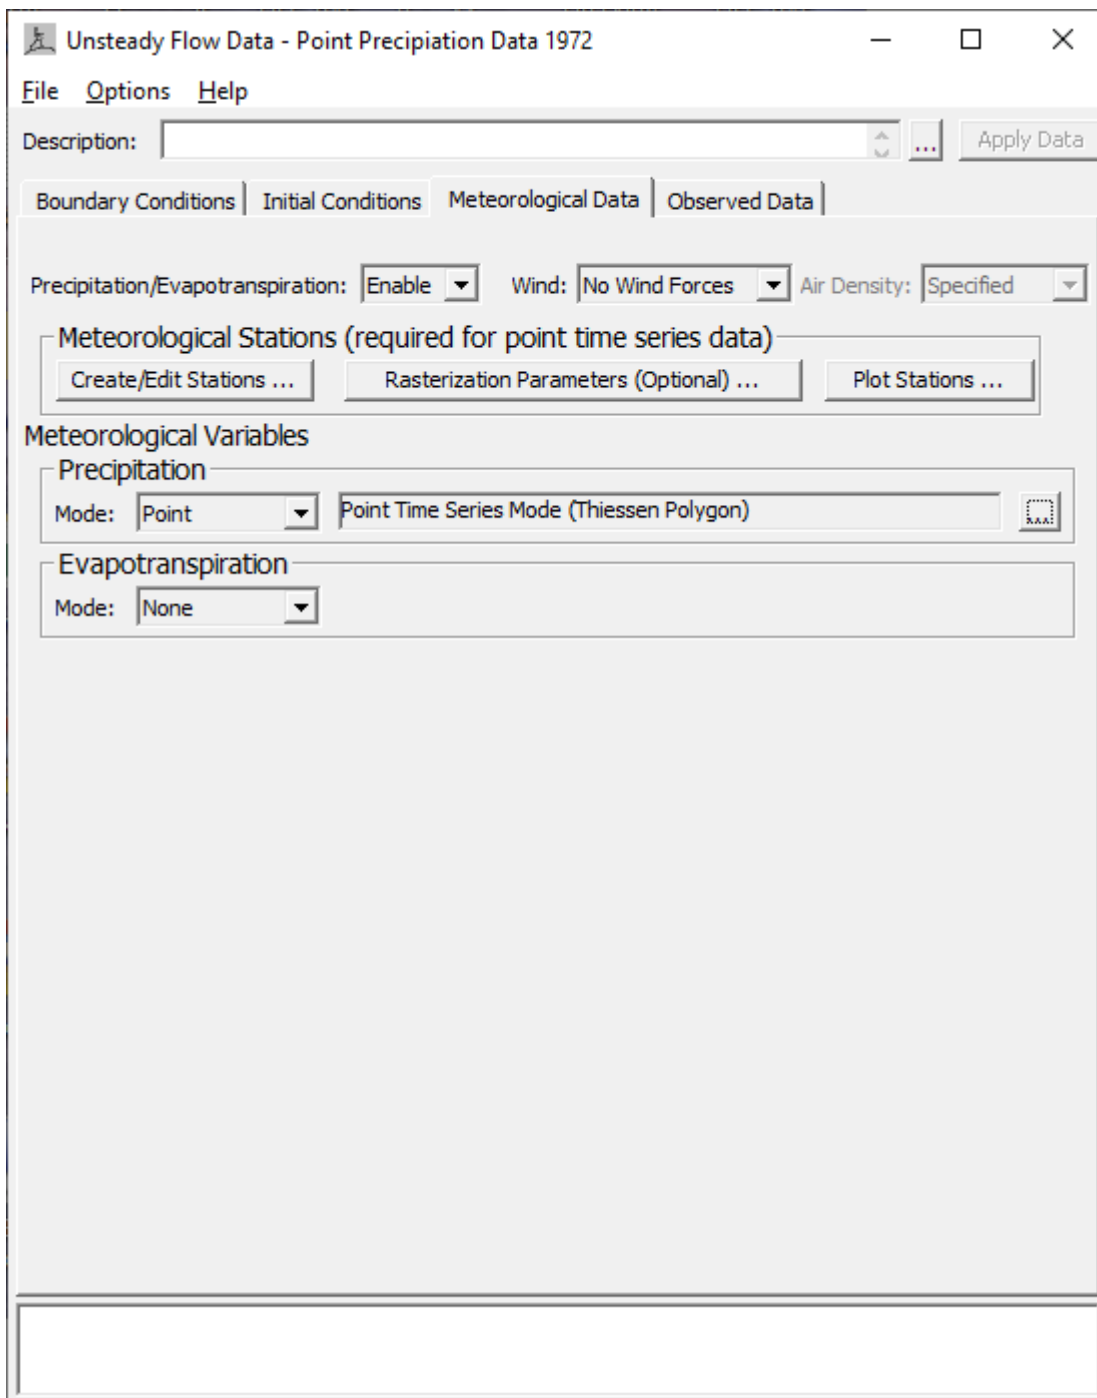 Unsteady Flow Data - Point Precipiation Data 1972
File Options Help
Description: ... Apply Data
Boundary Conditions Initial Conditions Meteorological Data Observed Data
Precipitation/Evapotranspiration: Enable Wind: No Wind Forces Air Density: Specified
Meteorological Stations (required for point time series data)
Create/Edit Stations ... Rasterization Parameters (Optional) ... Plot Stations ...
Meteorological Variables
Precipitation
Mode: Point Point Time Series Mode (Thiessen Polygon) ...
Evapotranspiration
Mode: None